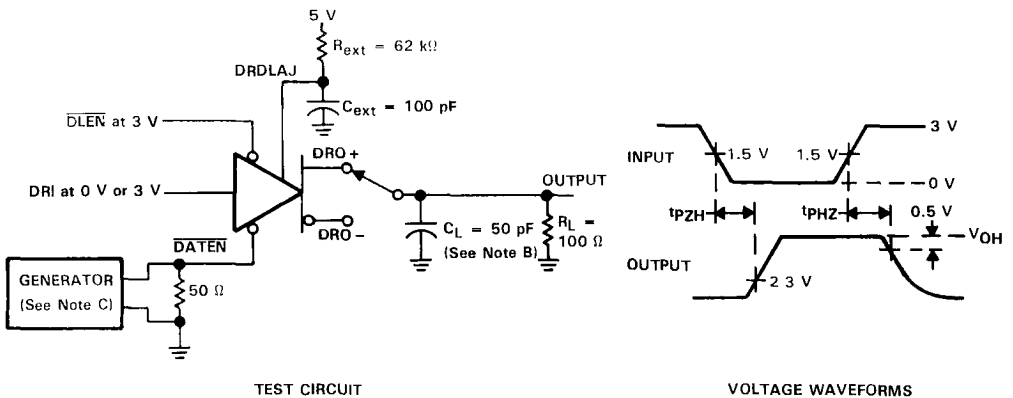 5 V
Rext = 62 kΩ
DRDLAJ
Cext = 100 pF
DLEN at 3 V
DRO +
DRI at 0 V or 3 V
OUTPUT
DRO –
CL = 50 pF
(See Note B)
RL =
100 Ω
DATEN
GENERATOR
(See Note C)
50 Ω
TEST CIRCUIT
3 V
INPUT
1.5 V
1.5 V
0 V
tPZH
tPHZ
0.5 V
VOH
OUTPUT
2 3 V
VOLTAGE WAVEFORMS